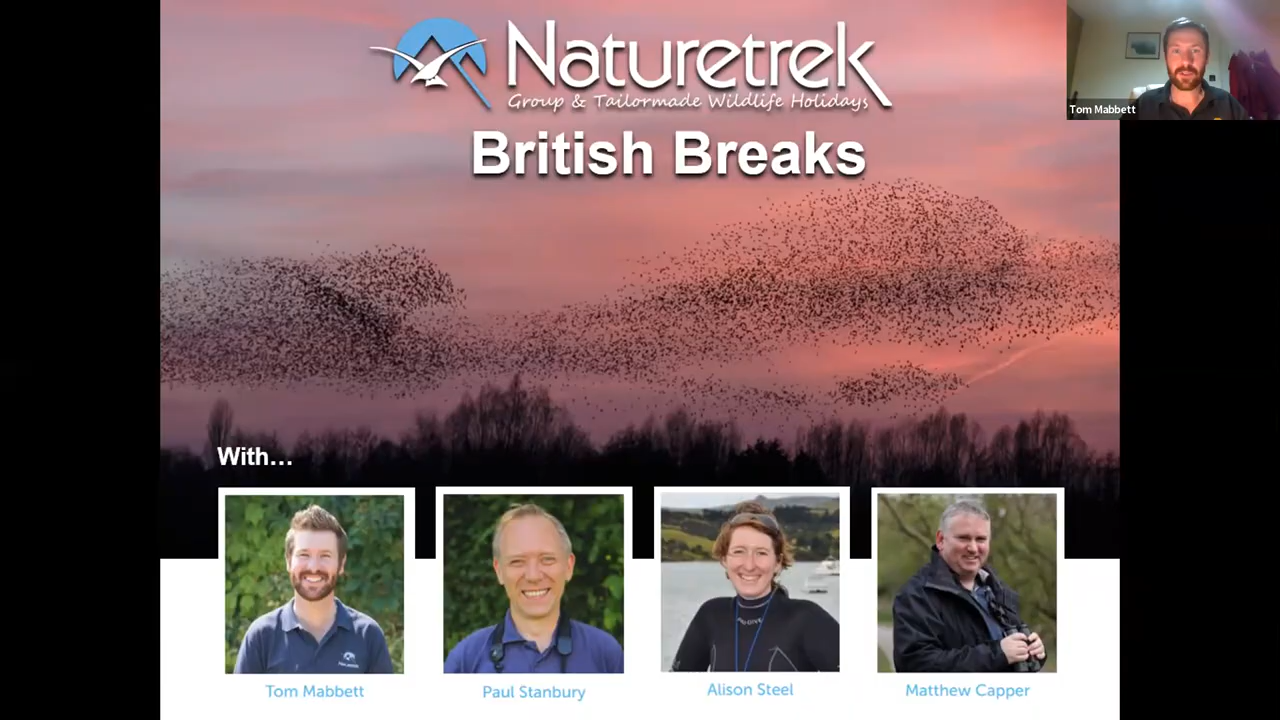 Naturetrek
Group & Tailormade Wildlife Holidays
British Breaks
Tom Mabbett
With...
Tom Mabbett
Paul Stanbury
Alison Steel
Matthew Capper